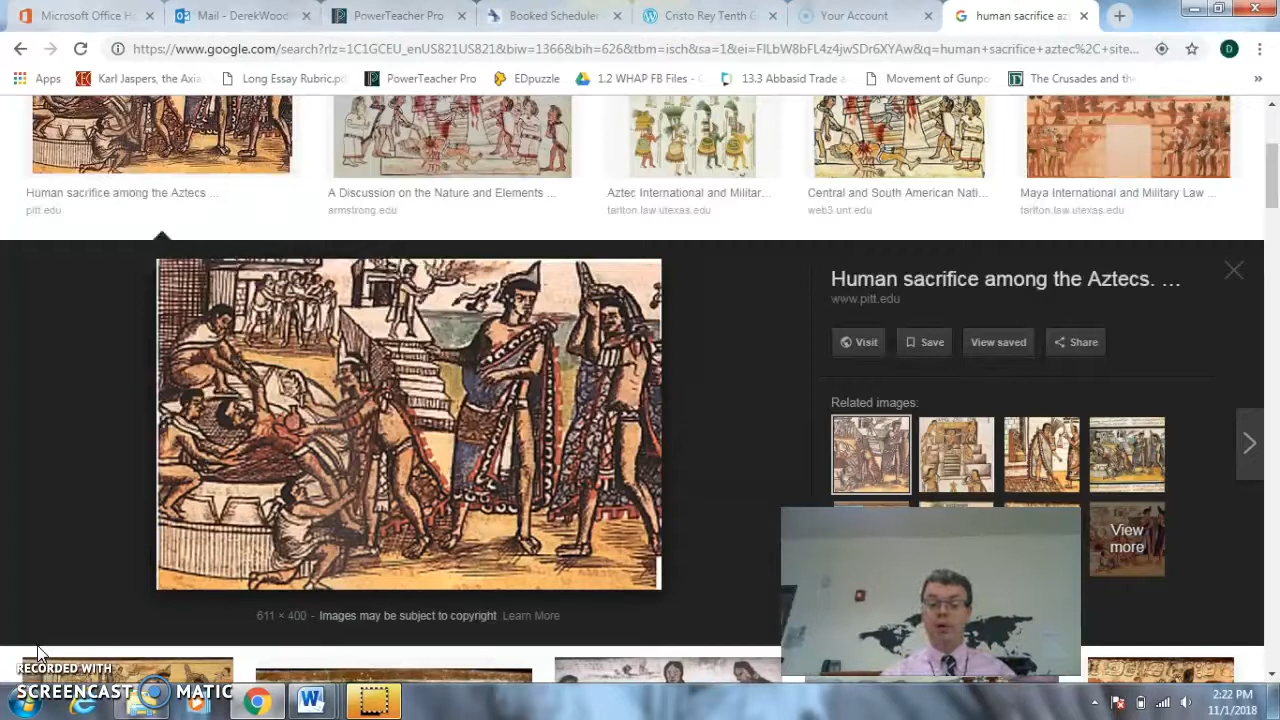 Microsoft Office H
Mail - DerekWood
PowerTeacher Pro
Booked Scheduler
Cristo Rey Tenth G
Your Account
human sacrifice az
https://www.google.com/search?rlz=1C1GCEU_enUS821US821&biw=1366&bih=626&tbm=isch&sa=1&ei=FlLbW8bFL4z4jwSDr6XYAw&q=human+sacrifice+aztec%2C+site...
D
Apps
Karl Jaspers, the Axia
Long Essay Rubric.pd
PowerTeacher Pro
EDpuzzle
1.2 WHAP FB Files - C
13.3 Abbasid Trade a
Movement of Gunpo
The Crusades and the
»
Human sacrifice among the Aztecs ...
A Discussion on the Nature and Elements ...
Aztec International and Militar...
Central and South American Nati...
Maya International and Military Law ...
pitt.edu
armstrong.edu
tarlton.law.utexas.edu
web3.unt.edu
tarlton.law.utexas.edu
Human sacrifice among the Aztecs. ...
www.pitt.edu
Visit
Save
View saved
Share
Related images:
View
more
611 × 400 - Images may be subject to copyright Learn More
RECORDED WITH
SCREENCAST MATIC
2:22 PM
11/1/2018